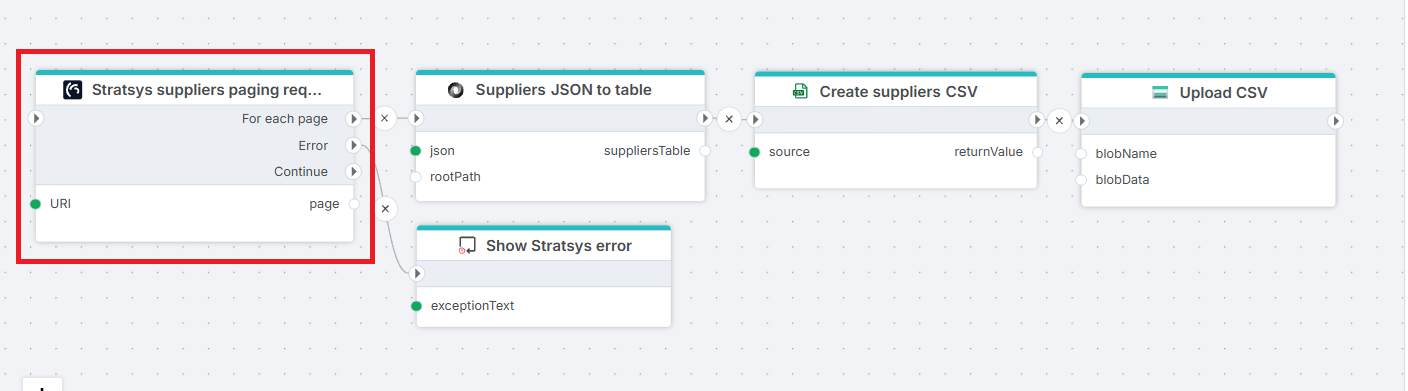 Stratsys suppliers paging req...
For each page
Error
Continue
URI
page
Suppliers JSON to table
json
suppliersTable
rootPath
Create suppliers CSV
source
returnValue
Upload CSV
blobName
blobData
Show Stratsys error
exceptionText